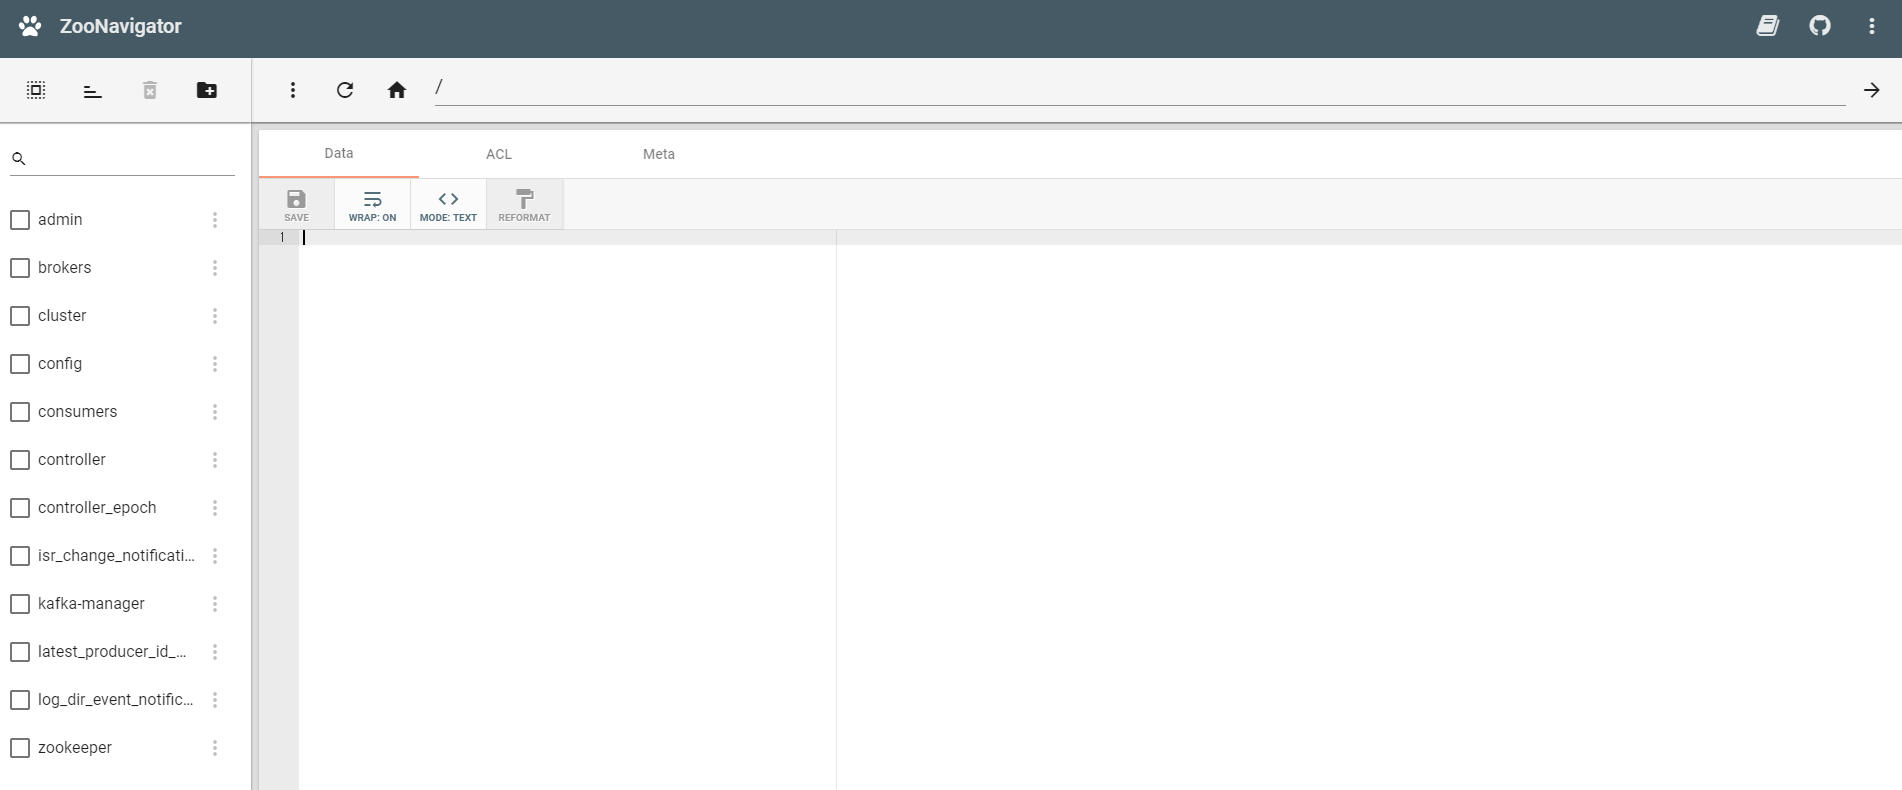 ZooNavigator
/
Data
ACL
Meta
SAVE
WRAP: ON
MODE: TEXT
REFORMAT
1
admin
brokers
cluster
config
consumers
controller
controller_epoch
isr_change_notificati...
kafka-manager
latest_producer_id_...
log_dir_event_notific...
zookeeper